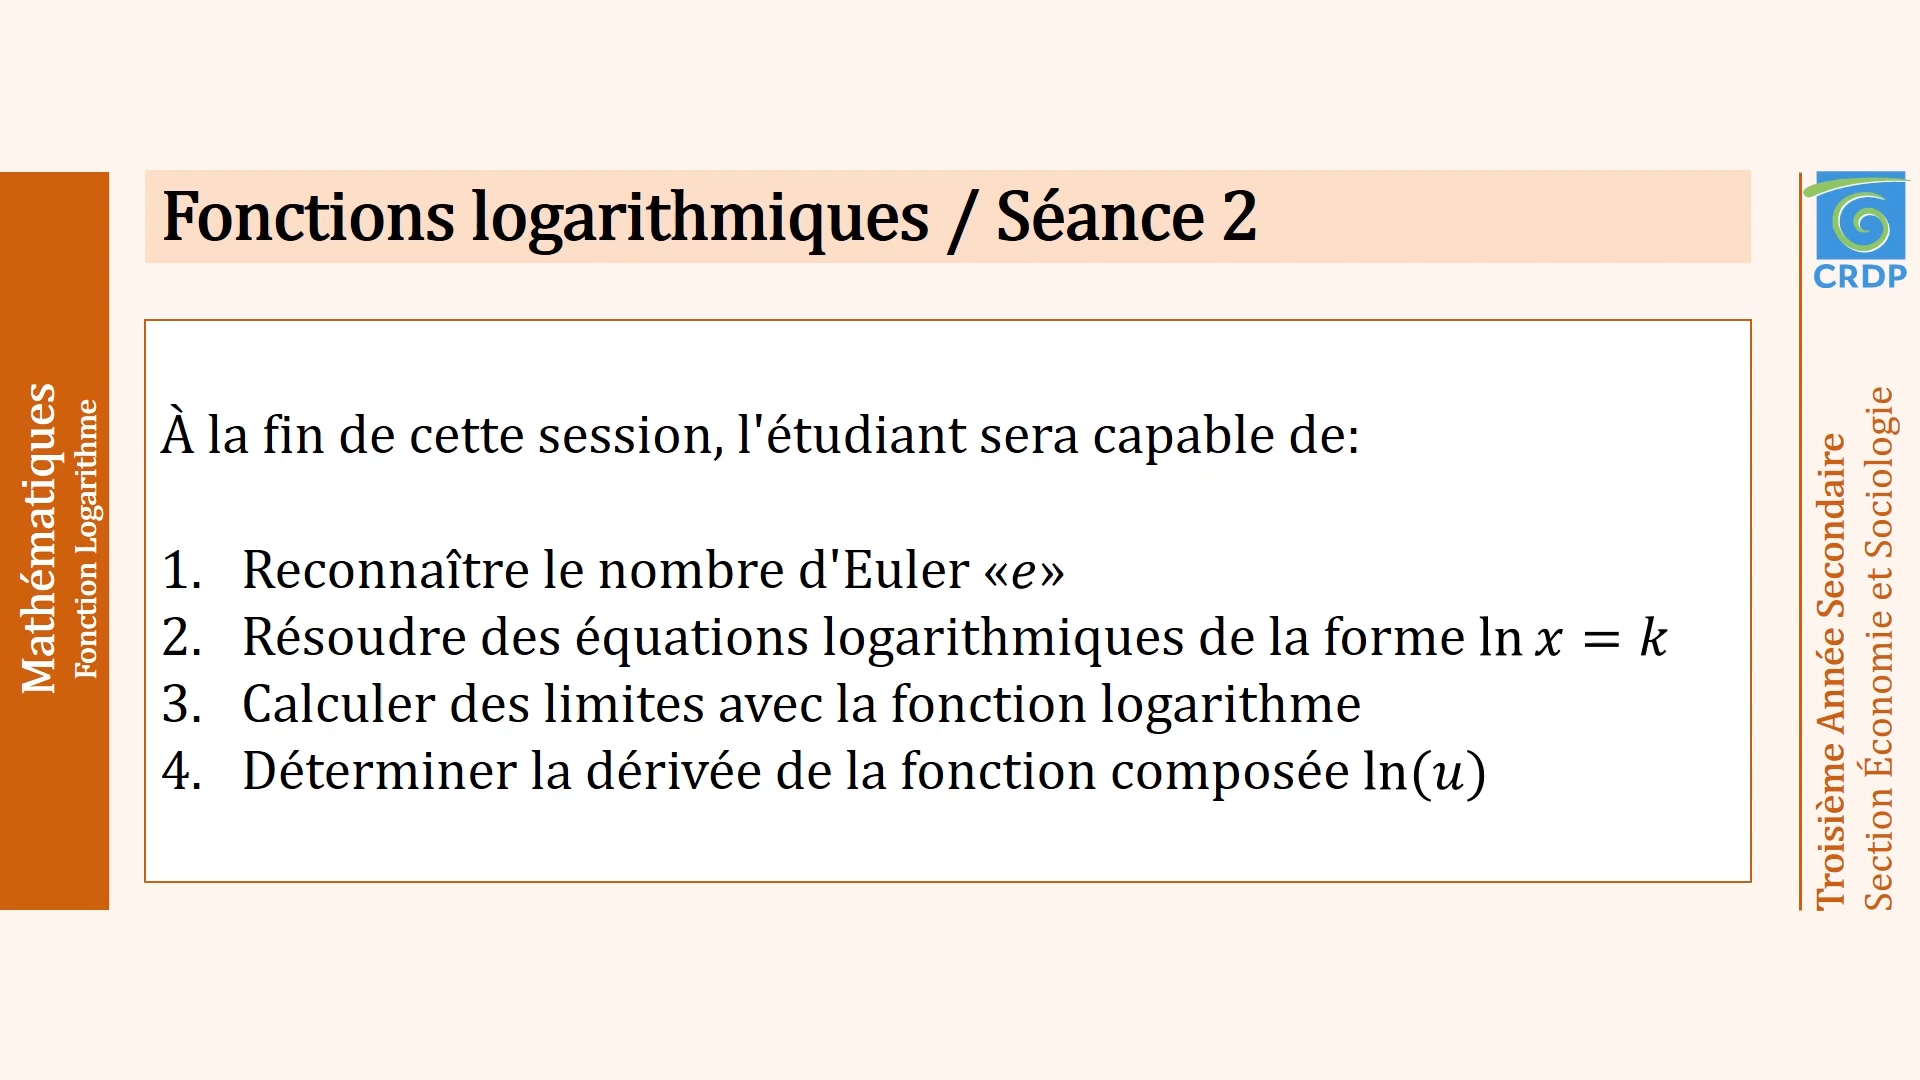 Fonctions logarithmiques / Séance 2
À la fin de cette session, l'étudiant sera capable de:
1. Reconnaître le nombre d'Euler «e»
2. Résoudre des équations logarithmiques de la forme ln x = k
3. Calculer des limites avec la fonction logarithme
4. Déterminer la dérivée de la fonction composée ln(u)
Mathématiques
Fonction Logarithme
CRDP
Troisième Année Secondaire
Section Économie et Sociologie